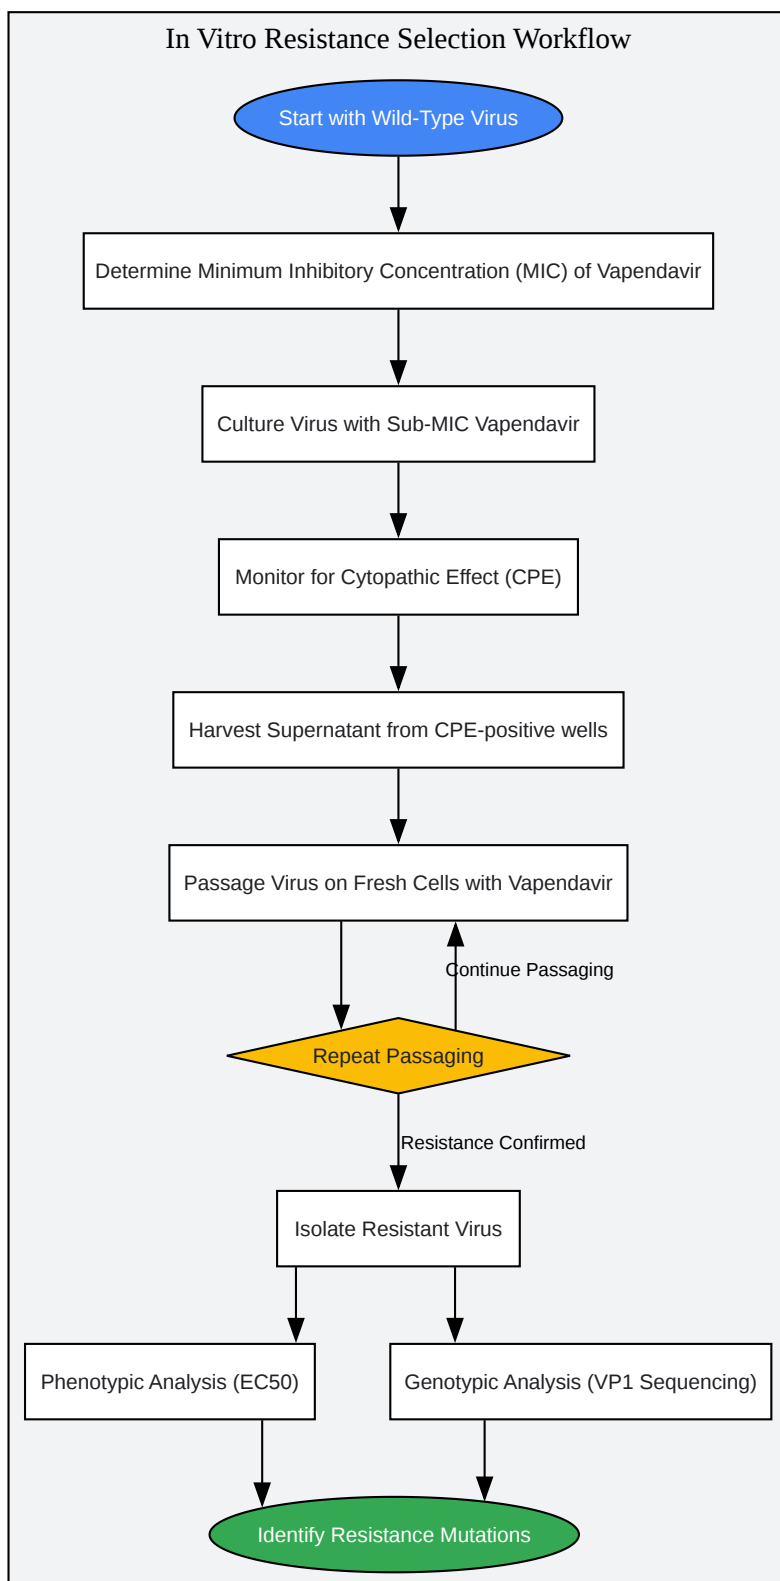 In Vitro Resistance Selection Workflow
Start with Wild-Type Virus
Determine Minimum Inhibitory Concentration (MIC) of Vapendavir
Culture Virus with Sub-MIC Vapendavir
Monitor for Cytopathic Effect (CPE)
Harvest Supernatant from CPE-positive wells
Passage Virus on Fresh Cells with Vapendavir
Continue Passaging
Repeat Passaging
Resistance Confirmed
Isolate Resistant Virus
Phenotypic Analysis (EC50)
Genotypic Analysis (VP1 Sequencing)
Identify Resistance Mutations